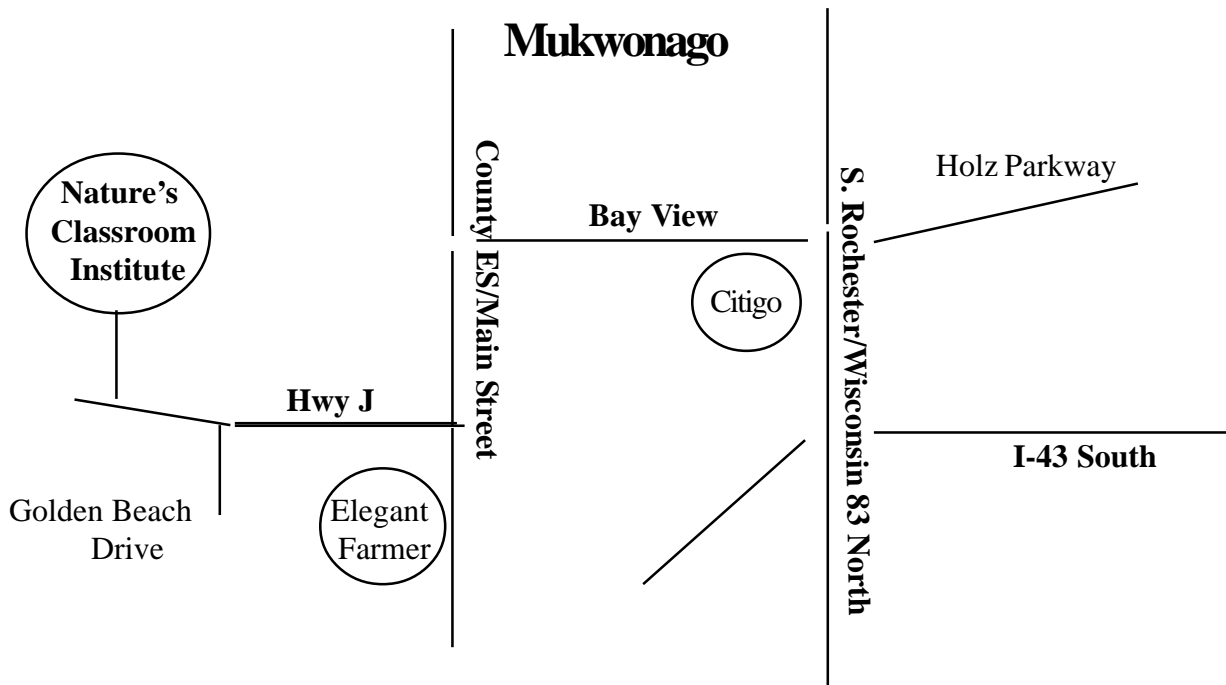 Mukwonago
Nature’s
Classroom
Institute
County ES/Main Street
Bay View
S. Rochester/Wisconsin 83 North
Holz Parkway
Citigo
Hwy J
I-43 South
Golden Beach
Drive
Elegant
Farmer